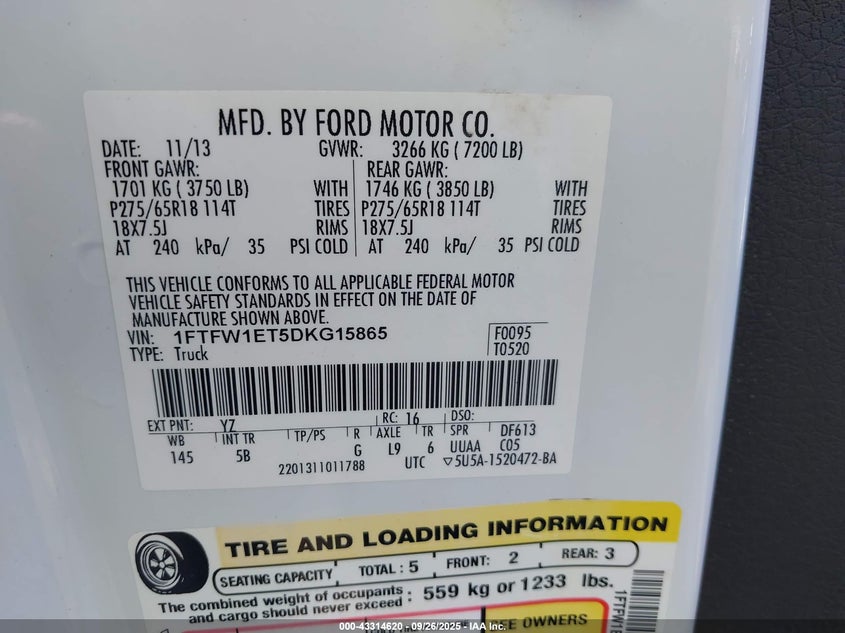 MFD. BY FORD MOTOR CO.
DATE: 11/13 GVWR: 3266 KG ( 7200 LB)
FRONT GAWR: REAR GAWR:
1701 KG ( 3750 LB) WITH 1746 KG ( 3850 LB) WITH
P275/65R18 114T TIRES P275/65R18 114T TIRES
18X7.5J RIMS 18X7.5J RIMS
AT 240 kPa/ 35 PSI COLD AT 240 kPa/ 35 PSI COLD
THIS VEHICLE CONFORMS TO ALL APPLICABLE FEDERAL MOTOR
VEHICLE SAFETY STANDARDS IN EFFECT ON THE DATE OF
MANUFACTURE SHOWN ABOVE.
VIN: 1FTFW1ET5DKG15865 F0095
TYPE: Truck T0520
EXT PNT: YZ RC: 16 DSO:
WB INT TR TP/PS R AXLE TR SPR DF613
145 5B G L9 6 UUAA C05
2201311011788 UTC ▽5U5A-1520472-BA
TIRE AND LOADING INFORMATION
SEATING CAPACITY TOTAL : 5 FRONT: 2 REAR: 3
The combined weight of occupants
and cargo should never exceed : 559 kg or 1233 lbs.
SEE OWNERS
000-43314620 - 09/26/2025 - IAA Inc.